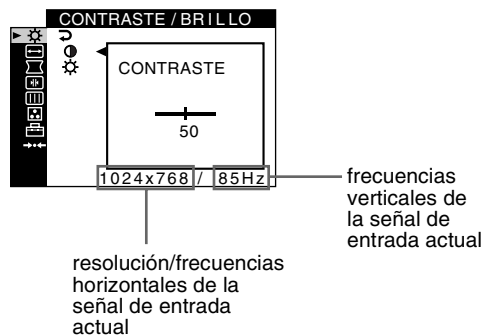 CONTRASTE / BRILLO
CONTRASTE
50
1024x768 / 85Hz
frecuencias
verticales de
la señal de
entrada actual
resolución/frecuencias
horizontales de la
señal de entrada
actual